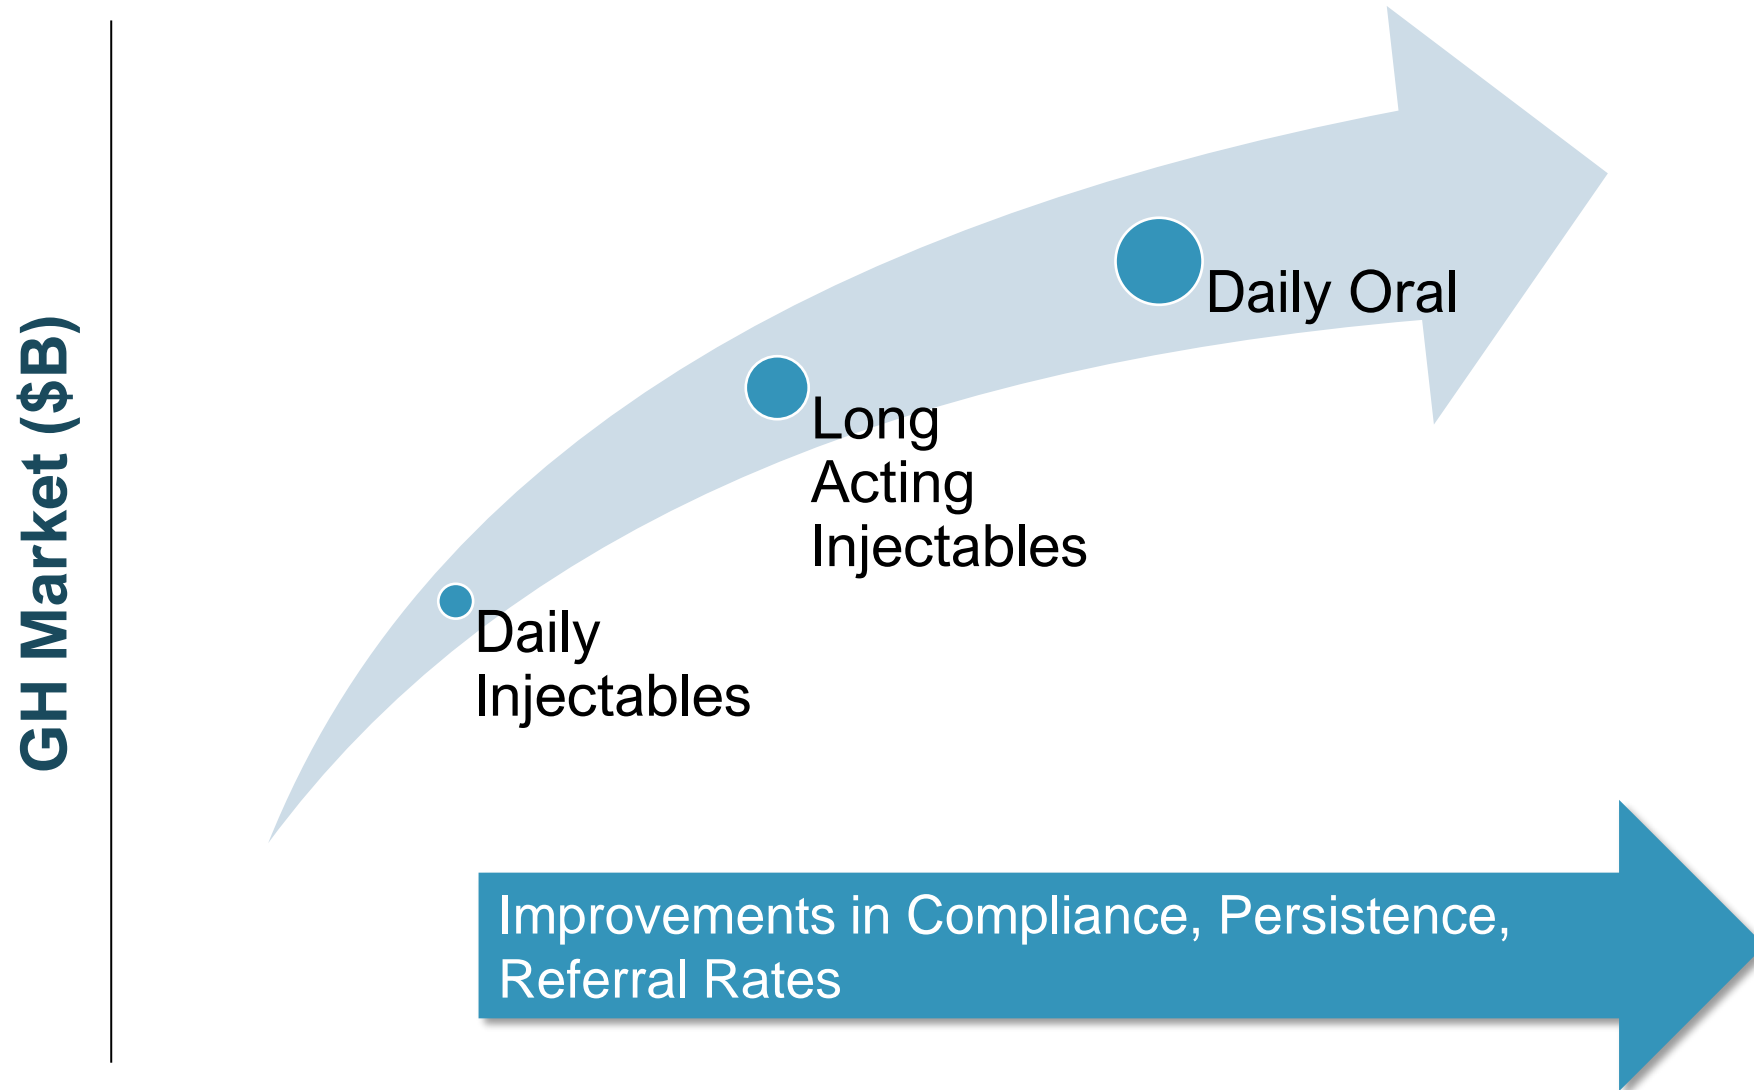 GH Market ($B)
Daily Oral
Long
Acting
Injectables
Daily
Injectables
Improvements in Compliance, Persistence,
Referral Rates